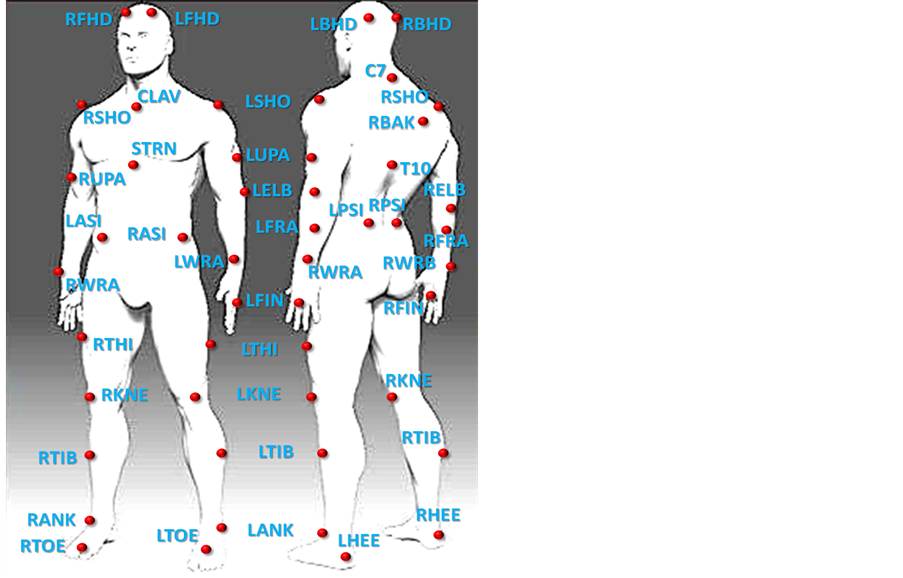 RFHD
LFHD
LBHD
RBHD
C7
CLAV
LSHO
RSHO
RSHO
RBAK
STRN
LUPA
T10
RUPA
LELB
RELB
LPSI
RPSI
LASI
RASI
LFRA
RFRA
LWRA
RWRA
RWRB
RWRA
LFIN
RFIN
RTHI
LTHI
RKNE
RKNE
LKNE
RTIB
RTIB
LTIB
RHEE
RANK
LANK
LTOE
LHEE
RTOE